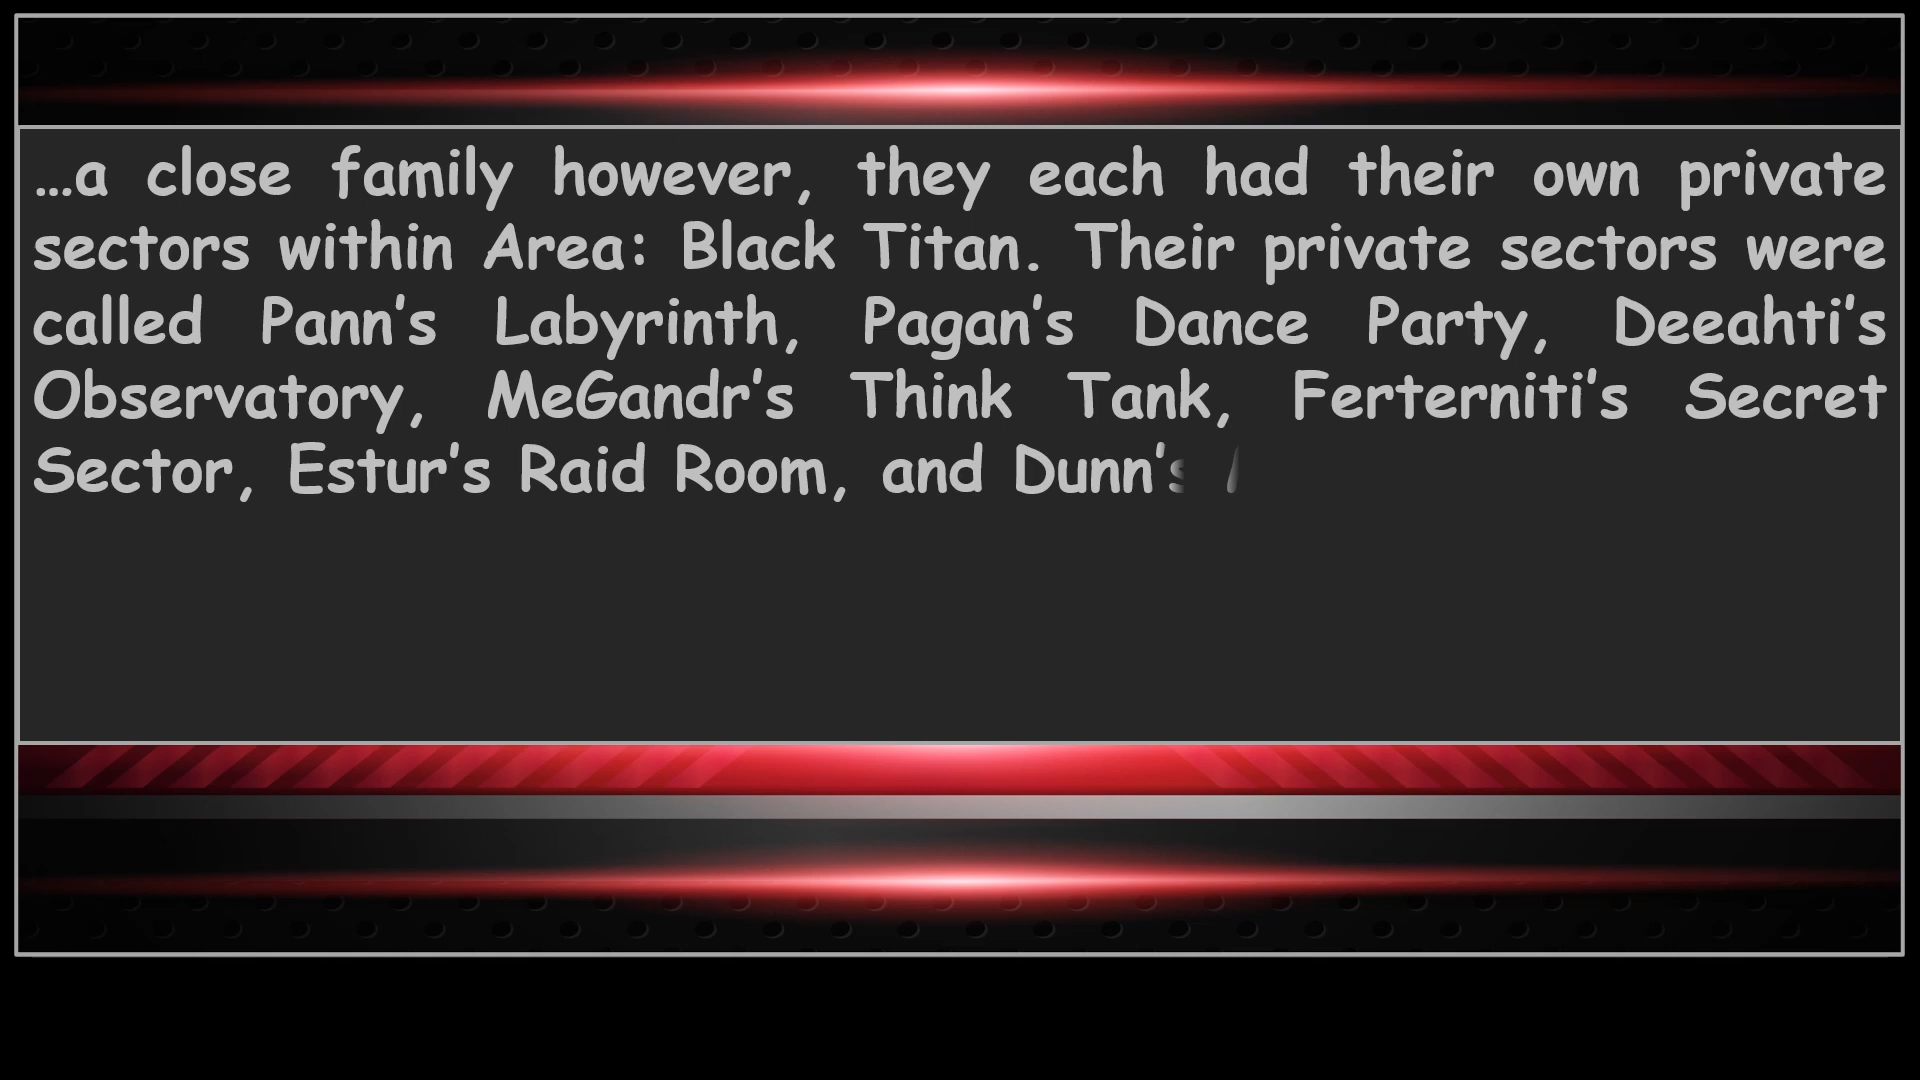 …a close family however, they each had their own private
sectors within Area: Black Titan. Their private sectors were
called Pann’s Labyrinth, Pagan’s Dance Party, Deeahti’s
Observatory, MeGandr’s Think Tank, Ferterniti’s Secret
Sector, Estur’s Raid Room, and Dunn’s